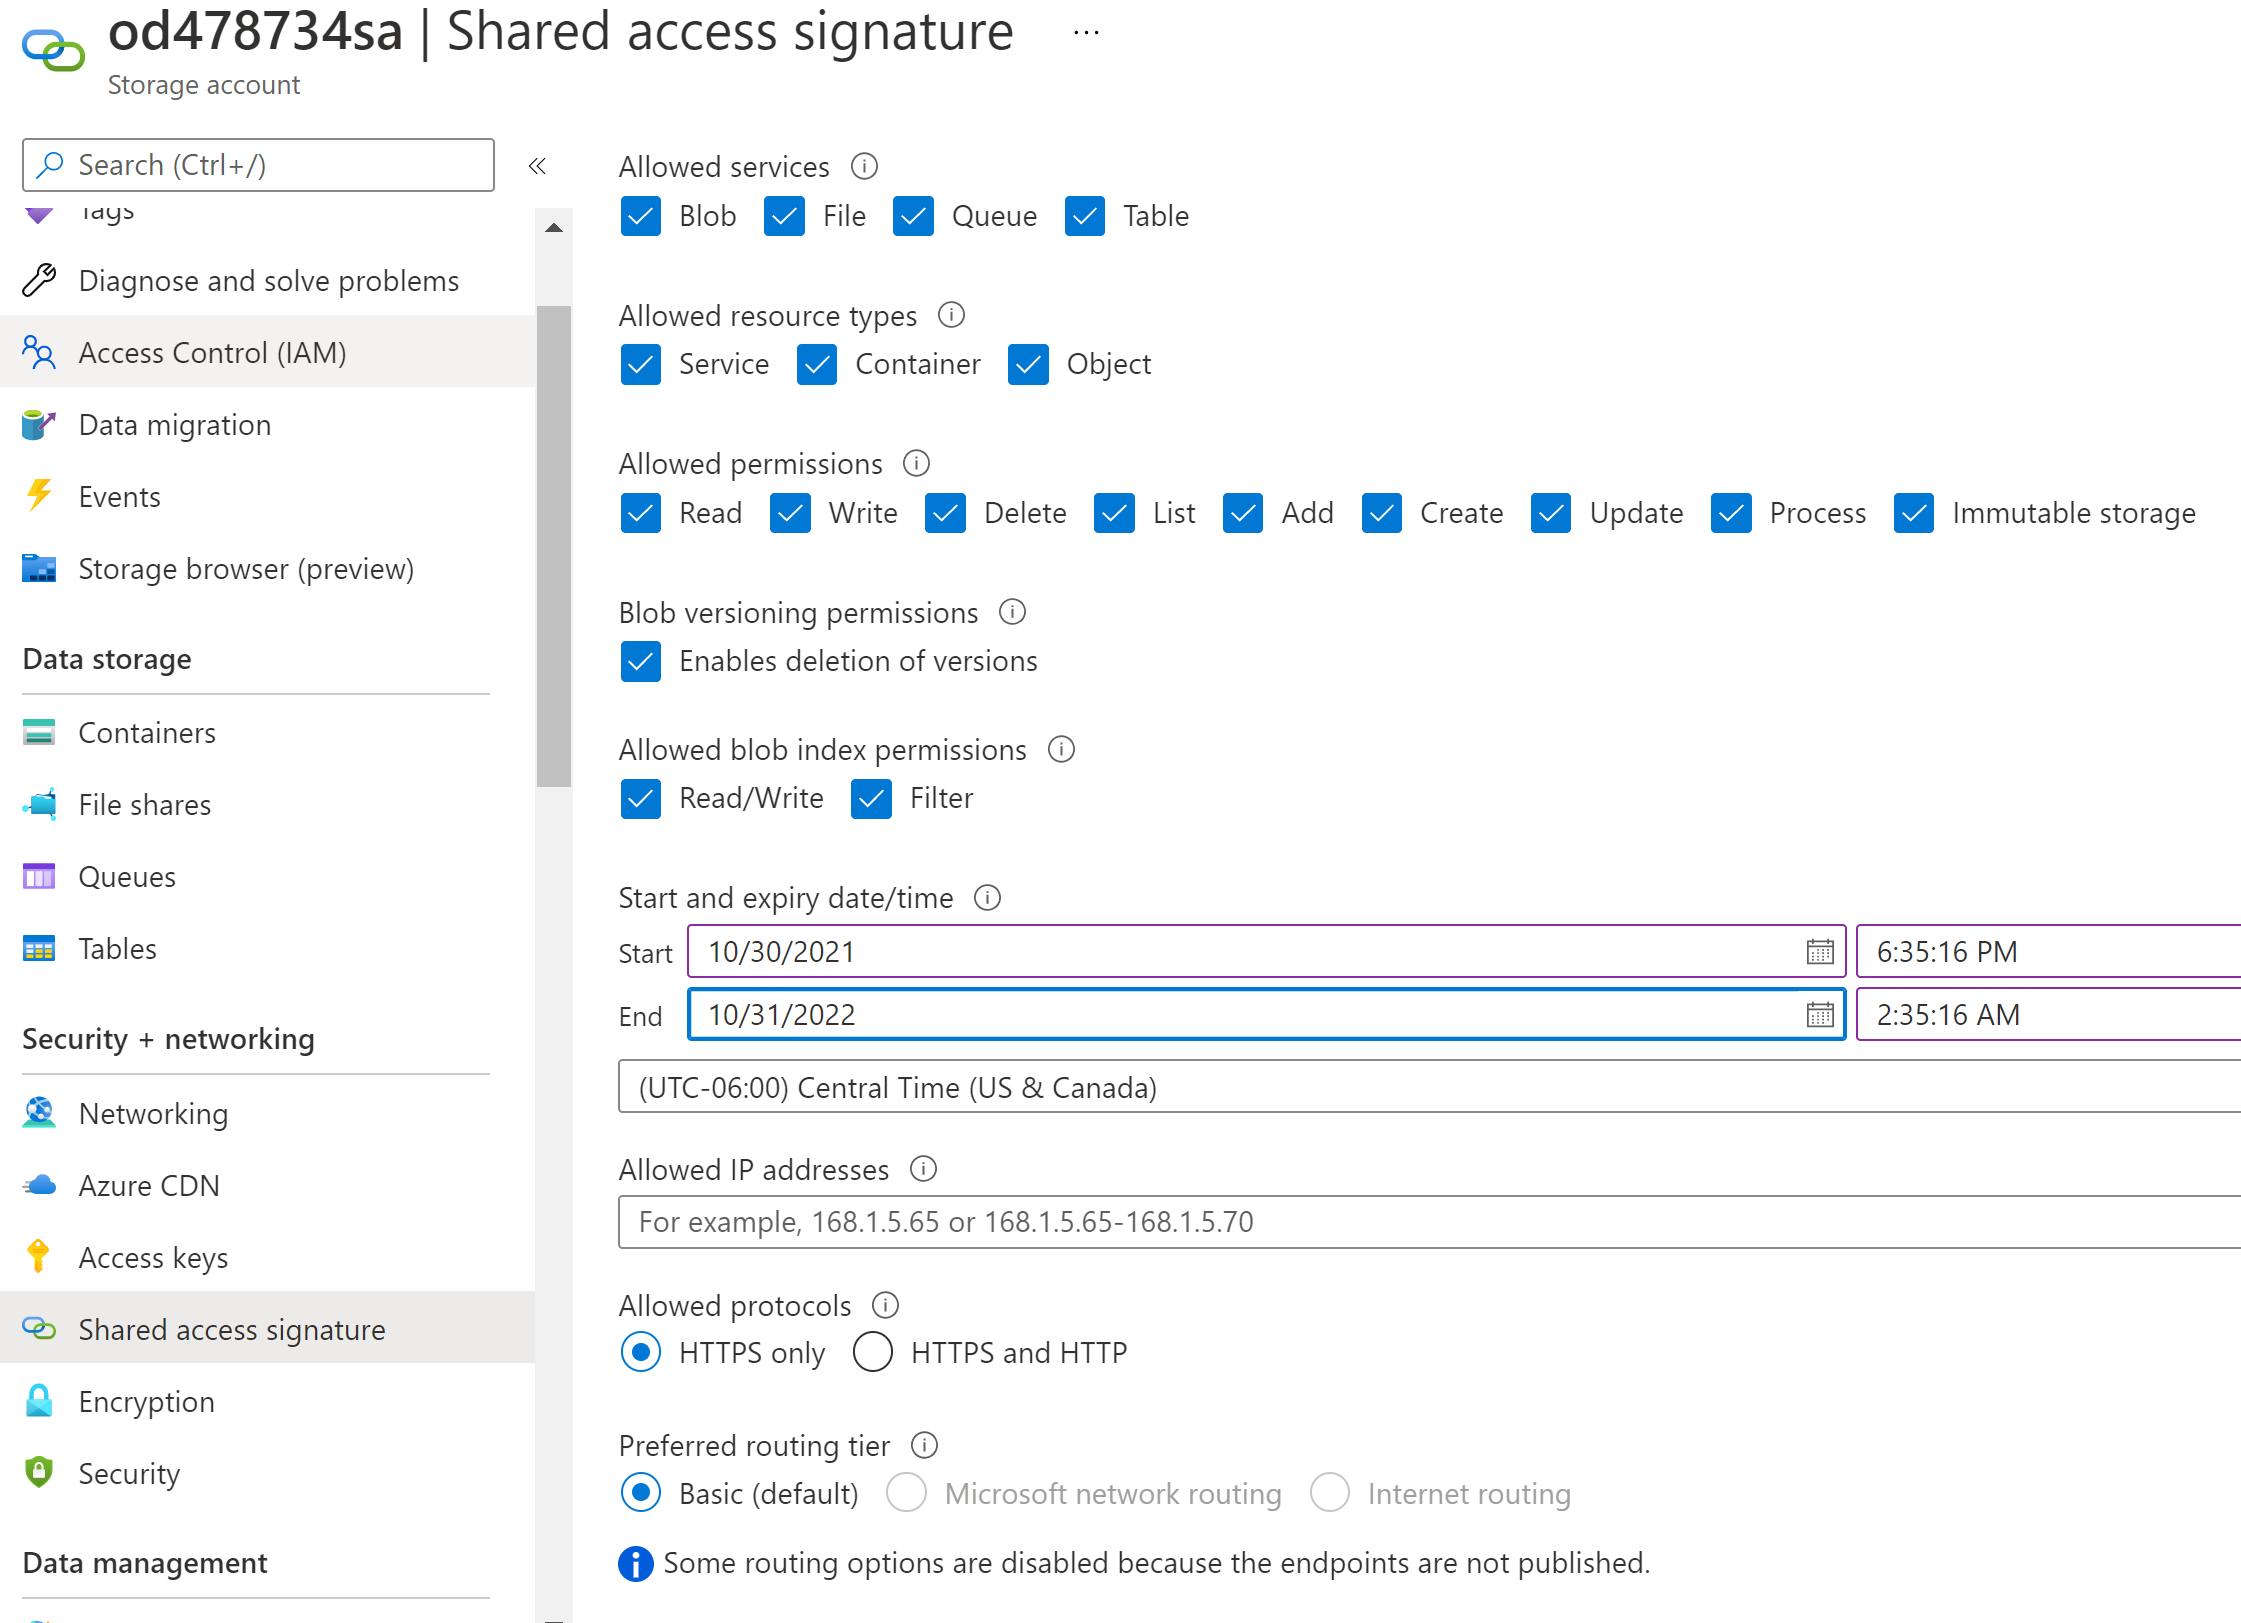 od478734sa | Shared access signature ...
Storage account
Search (Ctrl+/)
«
Tags
Diagnose and solve problems
Access Control (IAM)
Data migration
Events
Storage browser (preview)
Data storage
Containers
File shares
Queues
Tables
Security + networking
Networking
Azure CDN
Access keys
Shared access signature
Encryption
Security
Data management
Allowed services
Blob File Queue Table
Allowed resource types
Service Container Object
Allowed permissions
Read Write Delete List Add Create Update Process Immutable storage
Blob versioning permissions
Enables deletion of versions
Allowed blob index permissions
Read/Write Filter
Start and expiry date/time
Start 10/30/2021 6:35:16 PM
End 10/31/2022 2:35:16 AM
(UTC-06:00) Central Time (US & Canada)
Allowed IP addresses
For example, 168.1.5.65 or 168.1.5.65-168.1.5.70
Allowed protocols
HTTPS only HTTPS and HTTP
Preferred routing tier
Basic (default) Microsoft network routing Internet routing
Some routing options are disabled because the endpoints are not published.